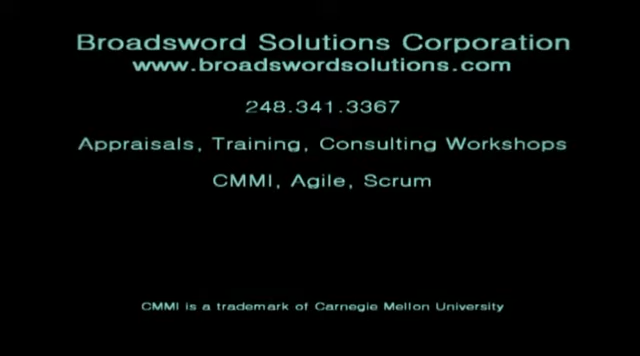 Broadsword Solutions Corporation
www.broadswordsolutions.com
248.341.3367
Appraisals, Training, Consulting Workshops
CMMI, Agile, Scrum
CMMI is a trademark of Carnegie Mellon University